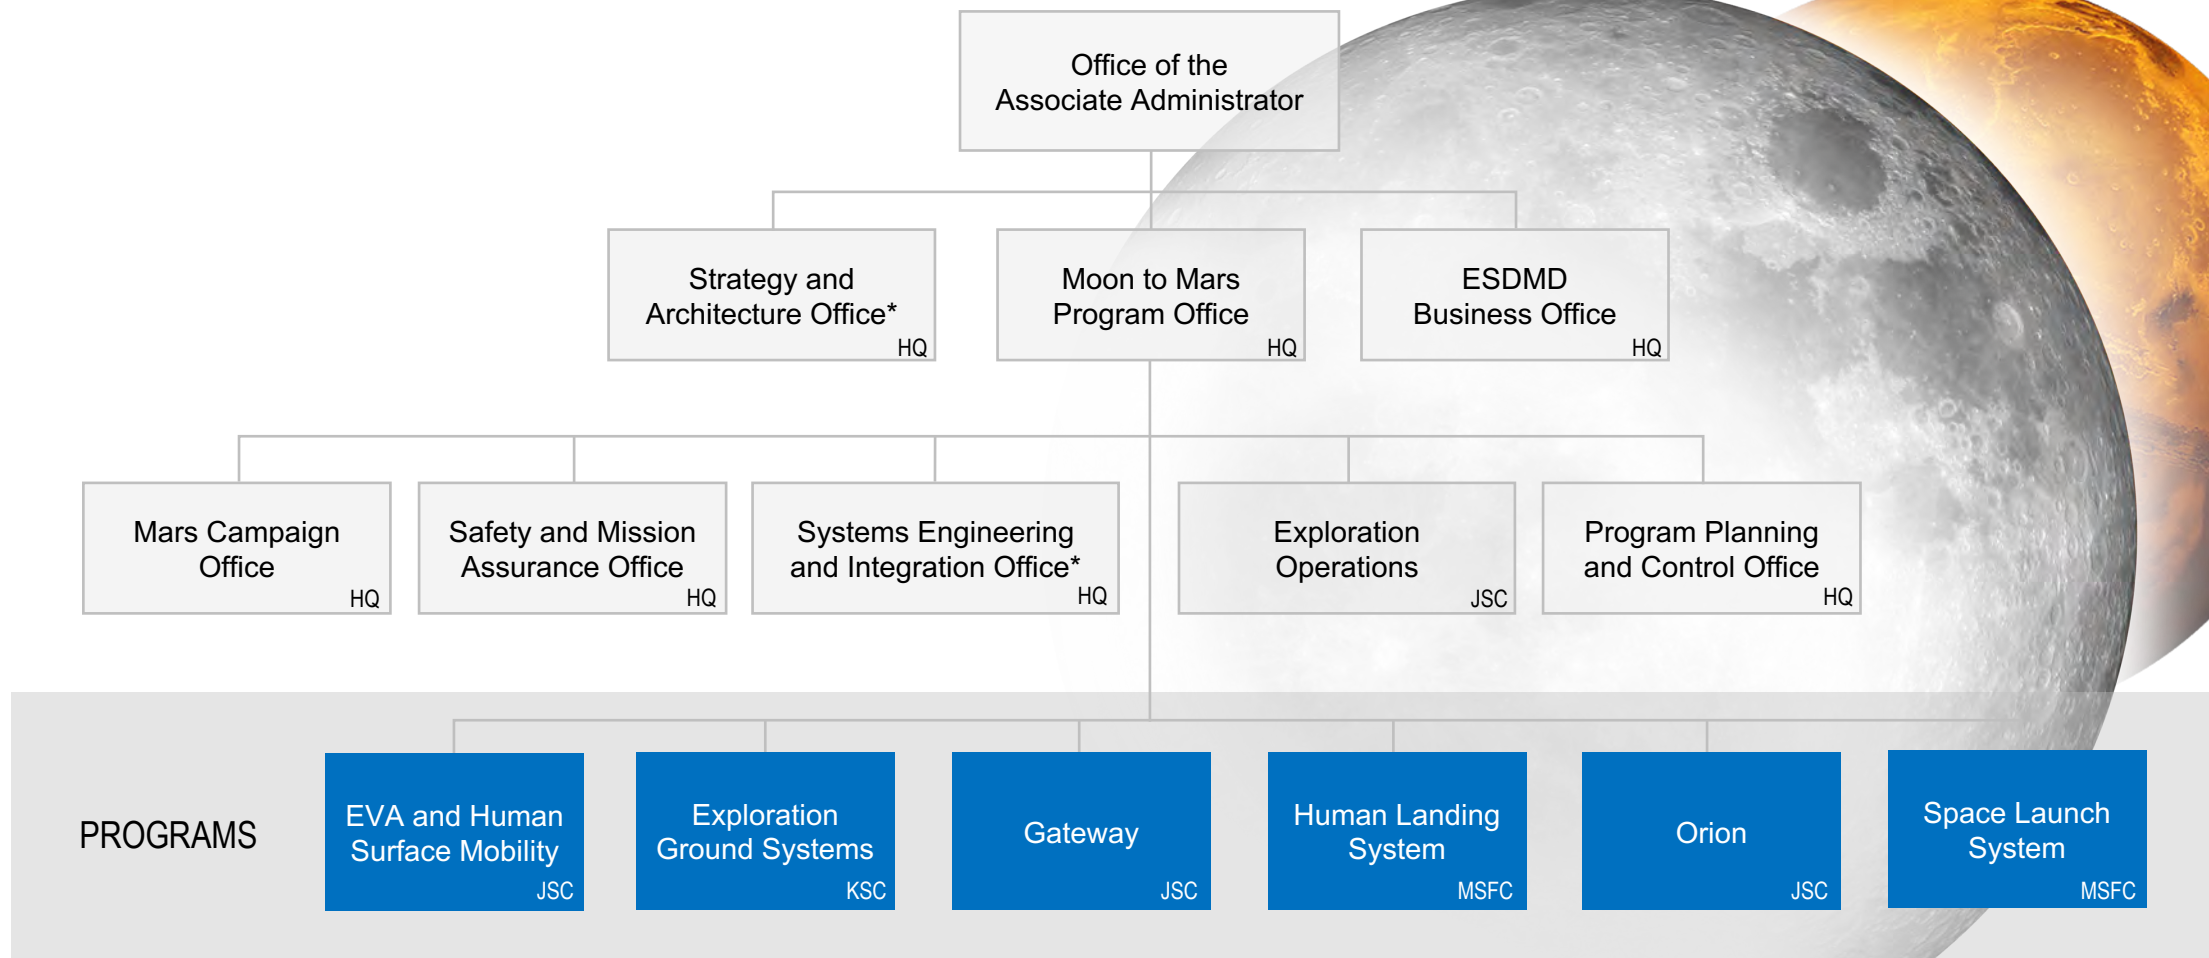 Office of the
Associate Administrator
Strategy and
Architecture Office*
HQ
Moon to Mars
Program Office
HQ
ESDMD
Business Office
HQ
Mars Campaign
Office
HQ
Safety and Mission
Assurance Office
HQ
Systems Engineering
and Integration Office*
HQ
Exploration
Operations
JSC
Program Planning
and Control Office
HQ
PROGRAMS
EVA and Human
Surface Mobility
JSC
Exploration
Ground Systems
KSC
Gateway
JSC
Human Landing
System
MSFC
Orion
JSC
Space Launch
System
MSFC